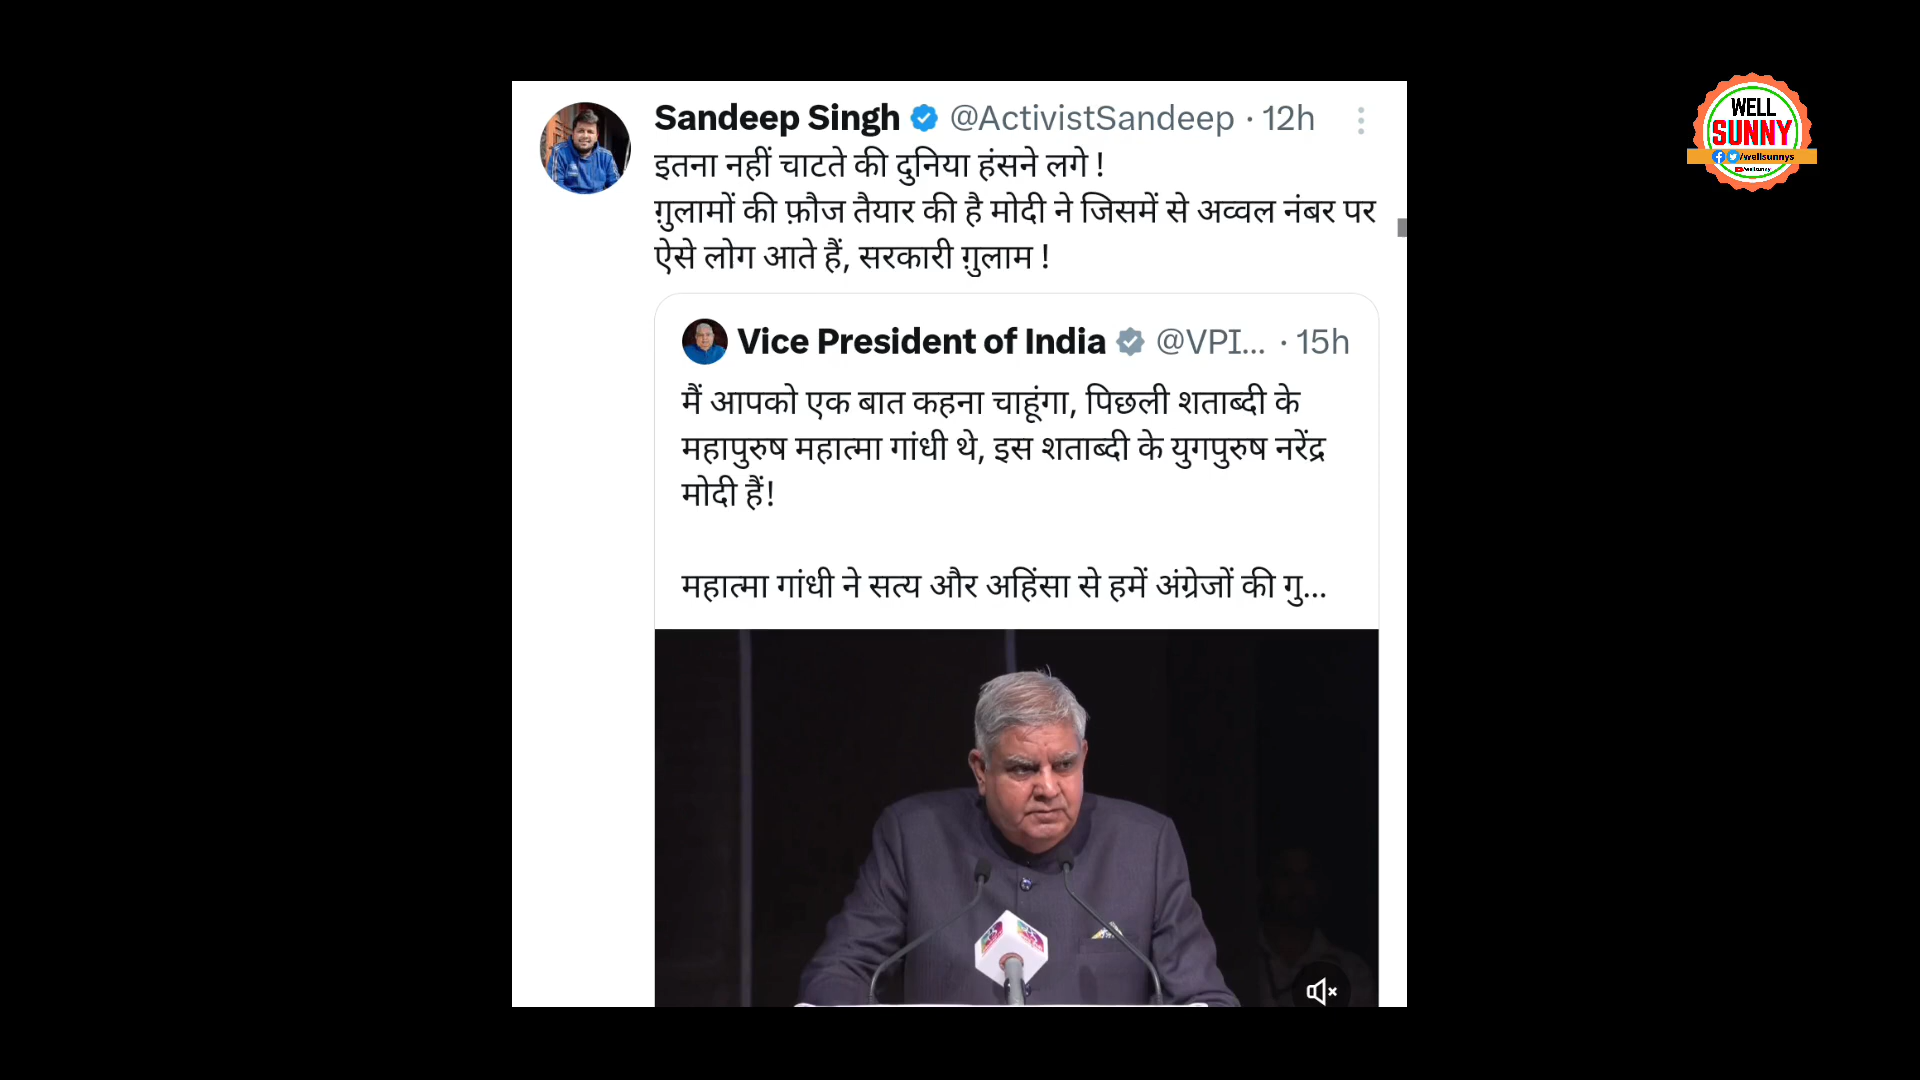 Sandeep Singh @ActivistSandeep · 12h
इतना नहीं चाटते की दुनिया हंसने लगे !
ग़ुलामों की फ़ौज तैयार की है मोदी ने जिसमें से अव्वल नंबर पर
ऐसे लोग आते हैं, सरकारी ग़ुलाम !
Vice President of India @VPI... · 15h
मैं आपको एक बात कहना चाहूंगा, पिछली शताब्दी के
महापुरुष महात्मा गांधी थे, इस शताब्दी के युगपुरुष नरेंद्र
मोदी हैं!
महात्मा गांधी ने सत्य और अहिंसा से हमें अंग्रेजों की गु...
WELL
SUNNY
/wellsunnys
/wellsunny